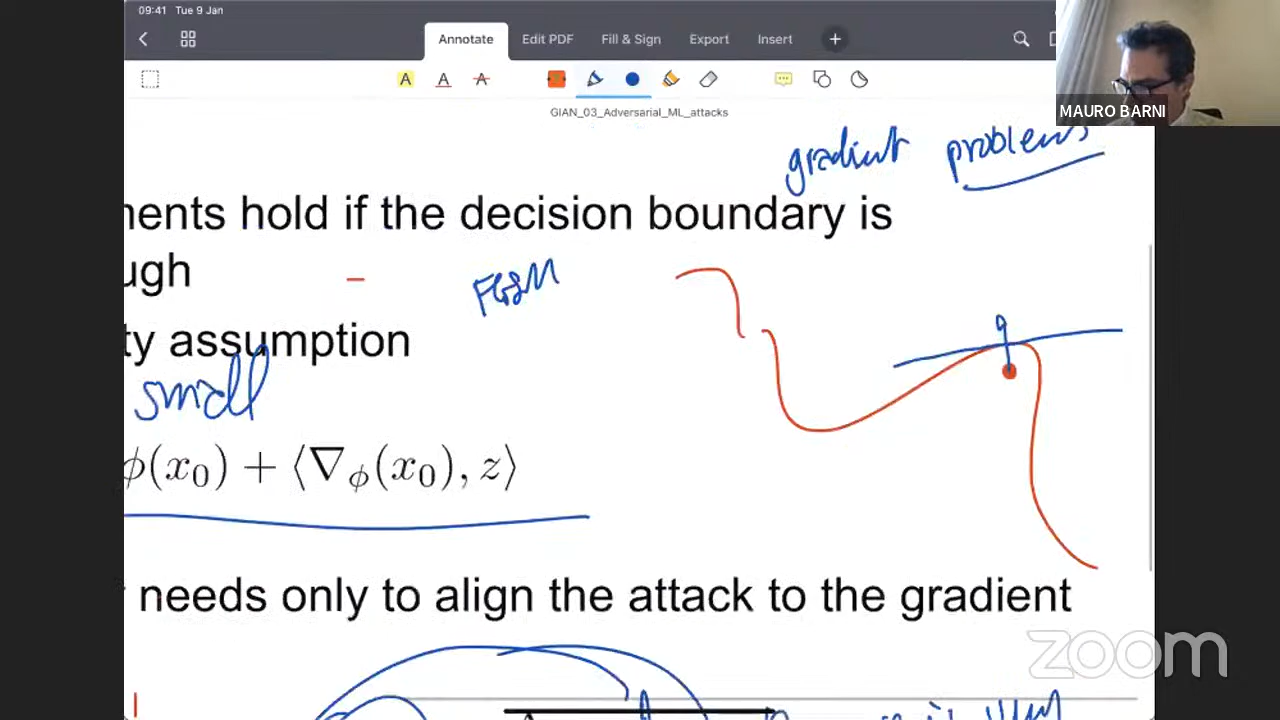 09:41 Tue 9 Jan
Annotate Edit PDF Fill & Sign Export Insert +
A A A
GIAN_03_Adversarial_ML_attacks
MAURO BARNI
gradient problems
ments hold if the decision boundary is
ugh
FGSM
ty assumption
small
ϕ(x₀) + ⟨∇ϕ(x₀), z⟩
needs only to align the attack to the gradient
zoom